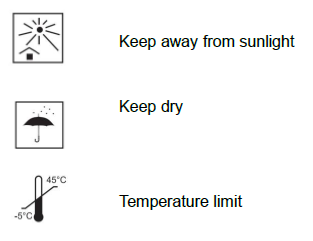 Keep away from sunlight
Keep dry
45°C
-5°C
Temperature limit